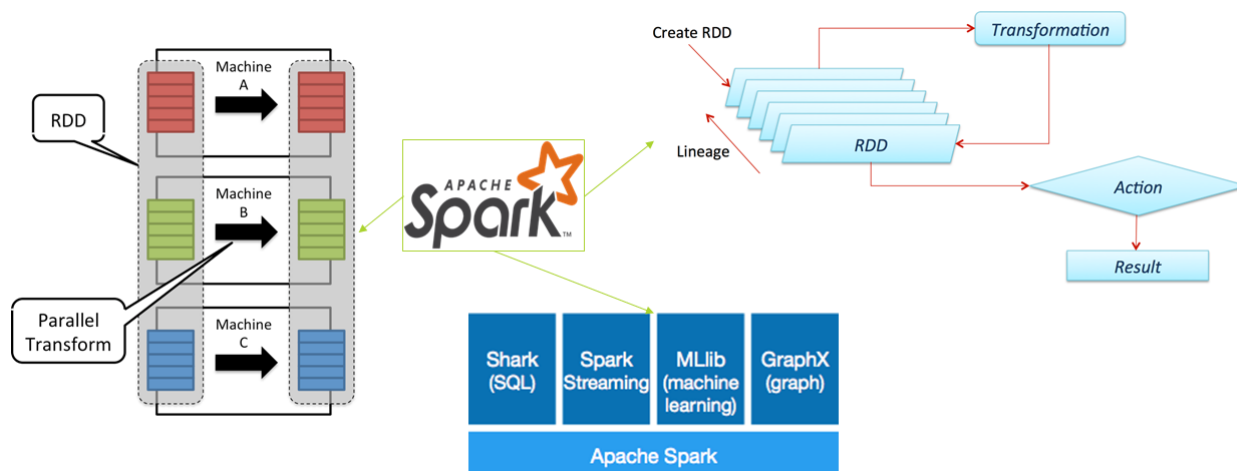 Machine
A
RDD
Machine
B
Parallel
Transform
Machine
C
APACHE
Spark
TM
Create RDD
Transformation
Lineage
RDD
Action
Result
Shark
(SQL)
Spark
Streaming
MLlib
(machine
learning)
GraphX
(graph)
Apache Spark